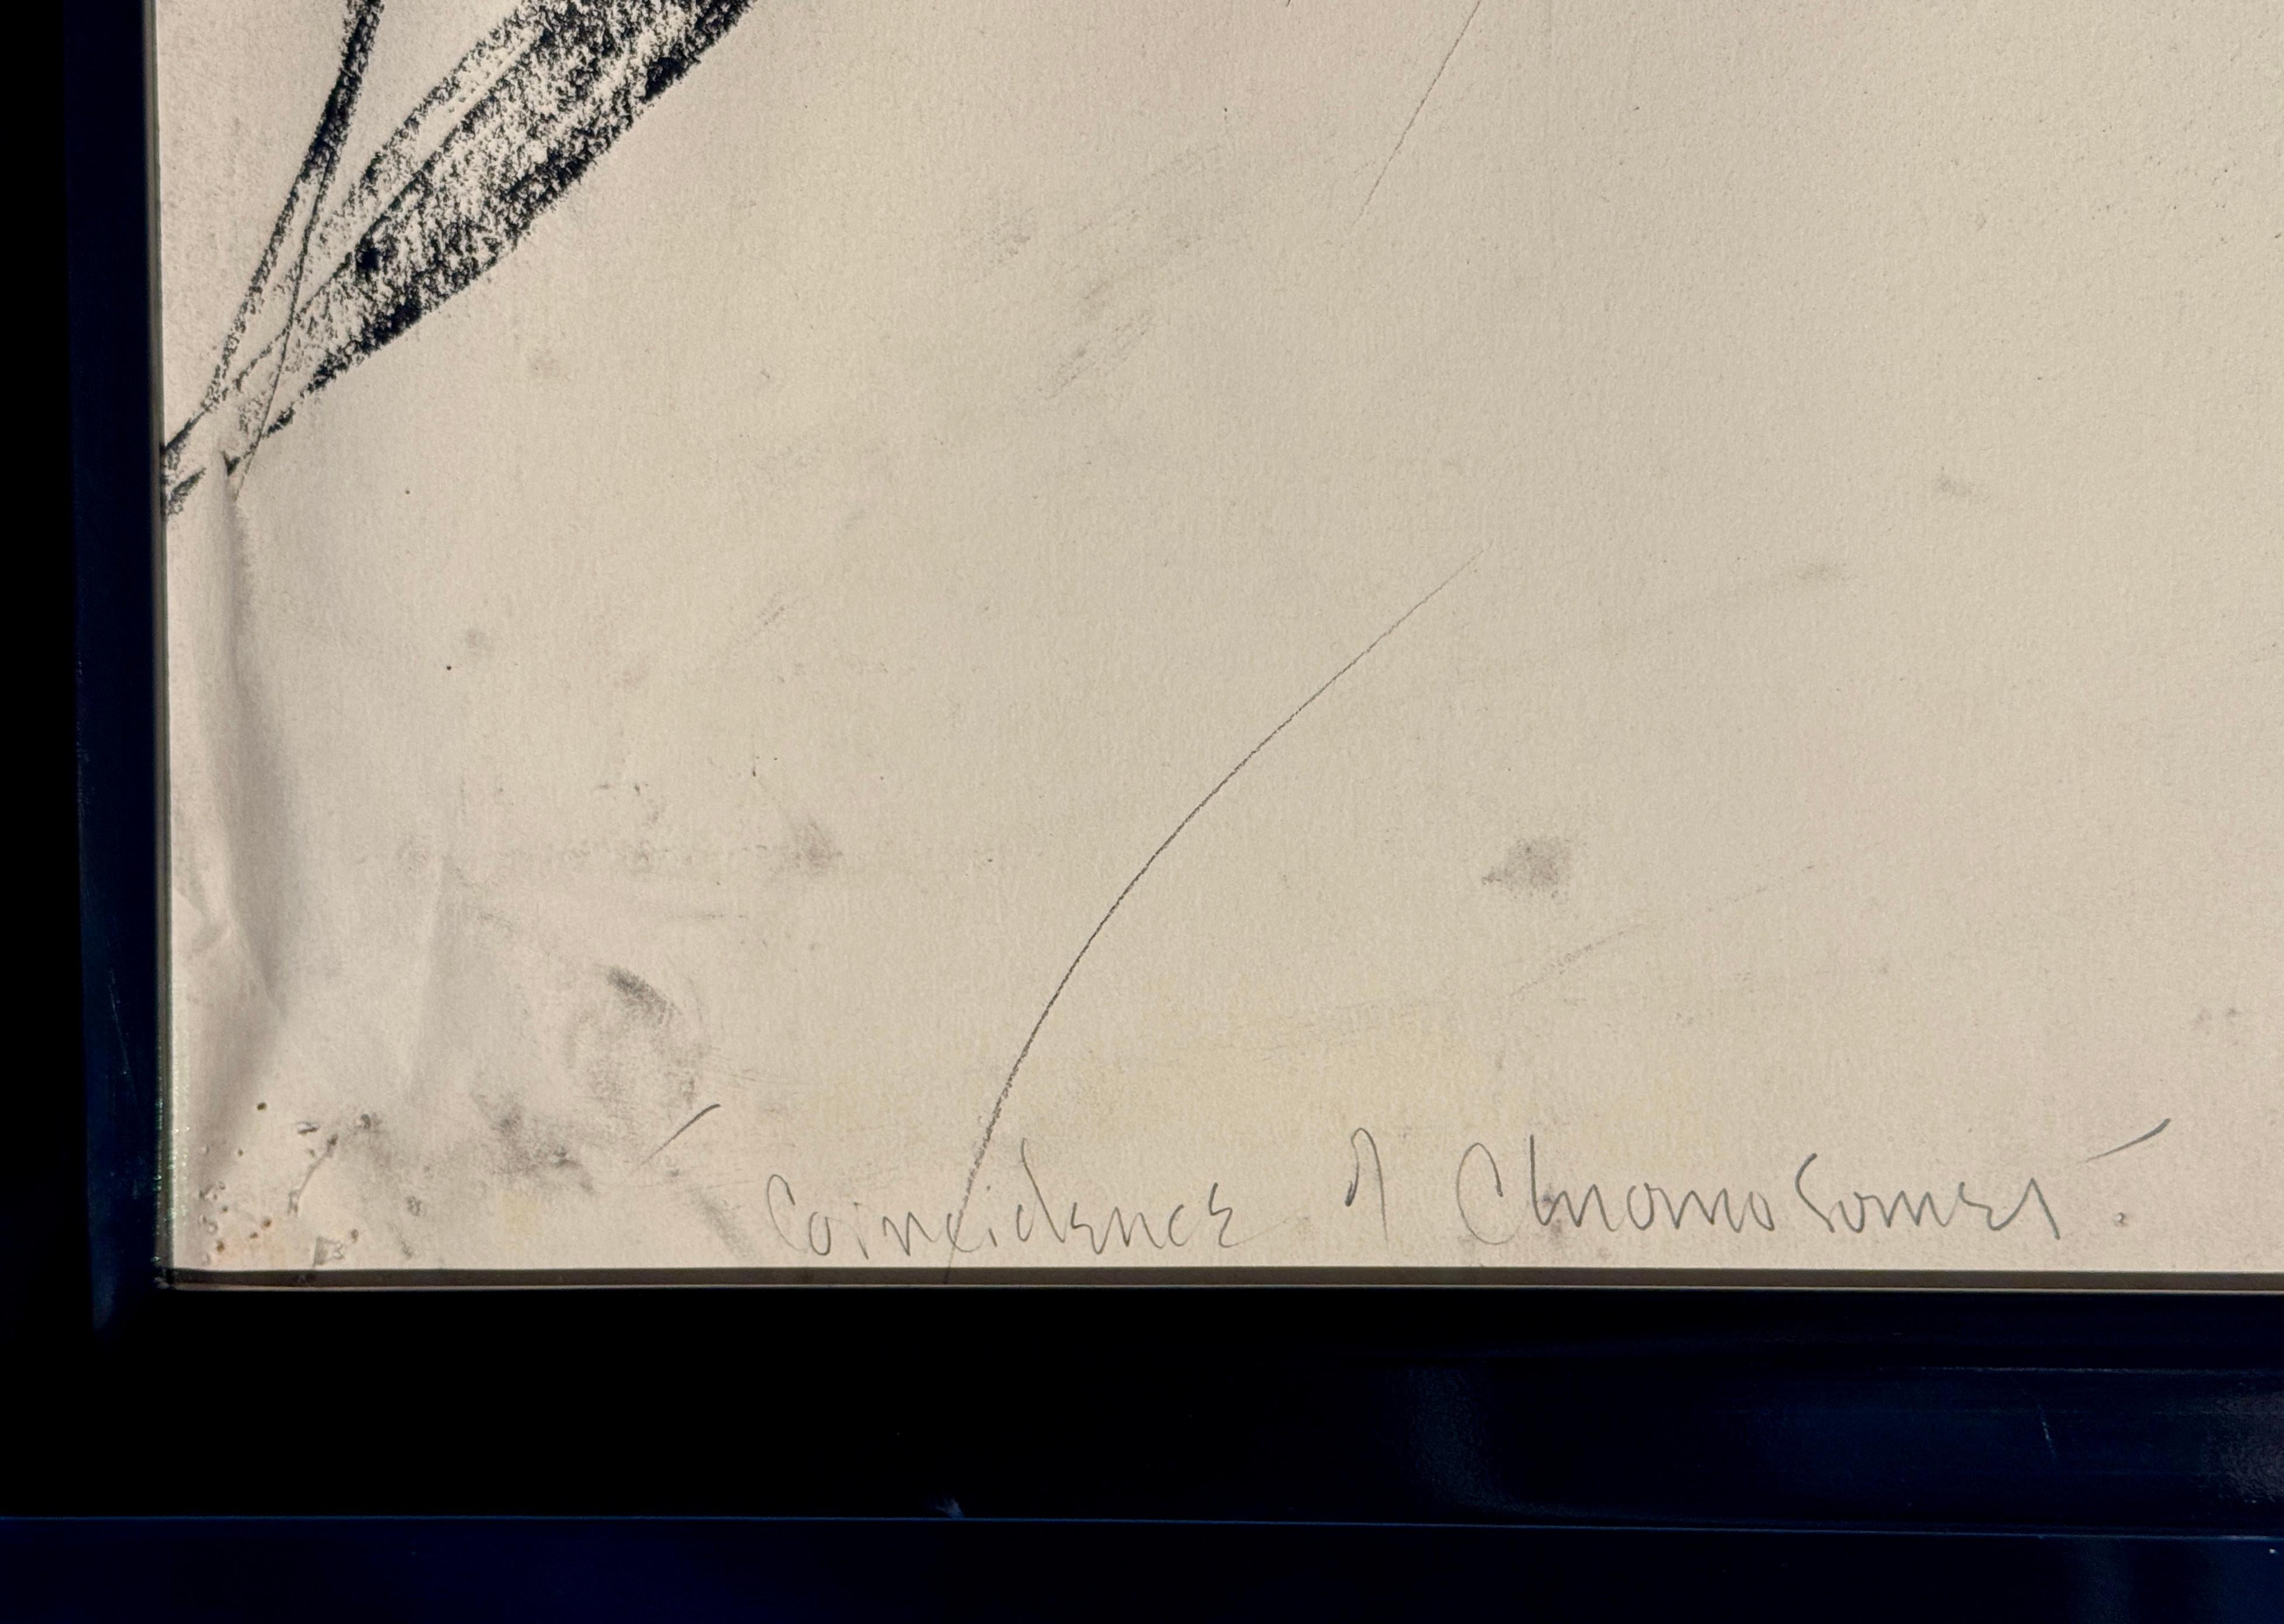 ´ Coincidence of Chromosomes ´.